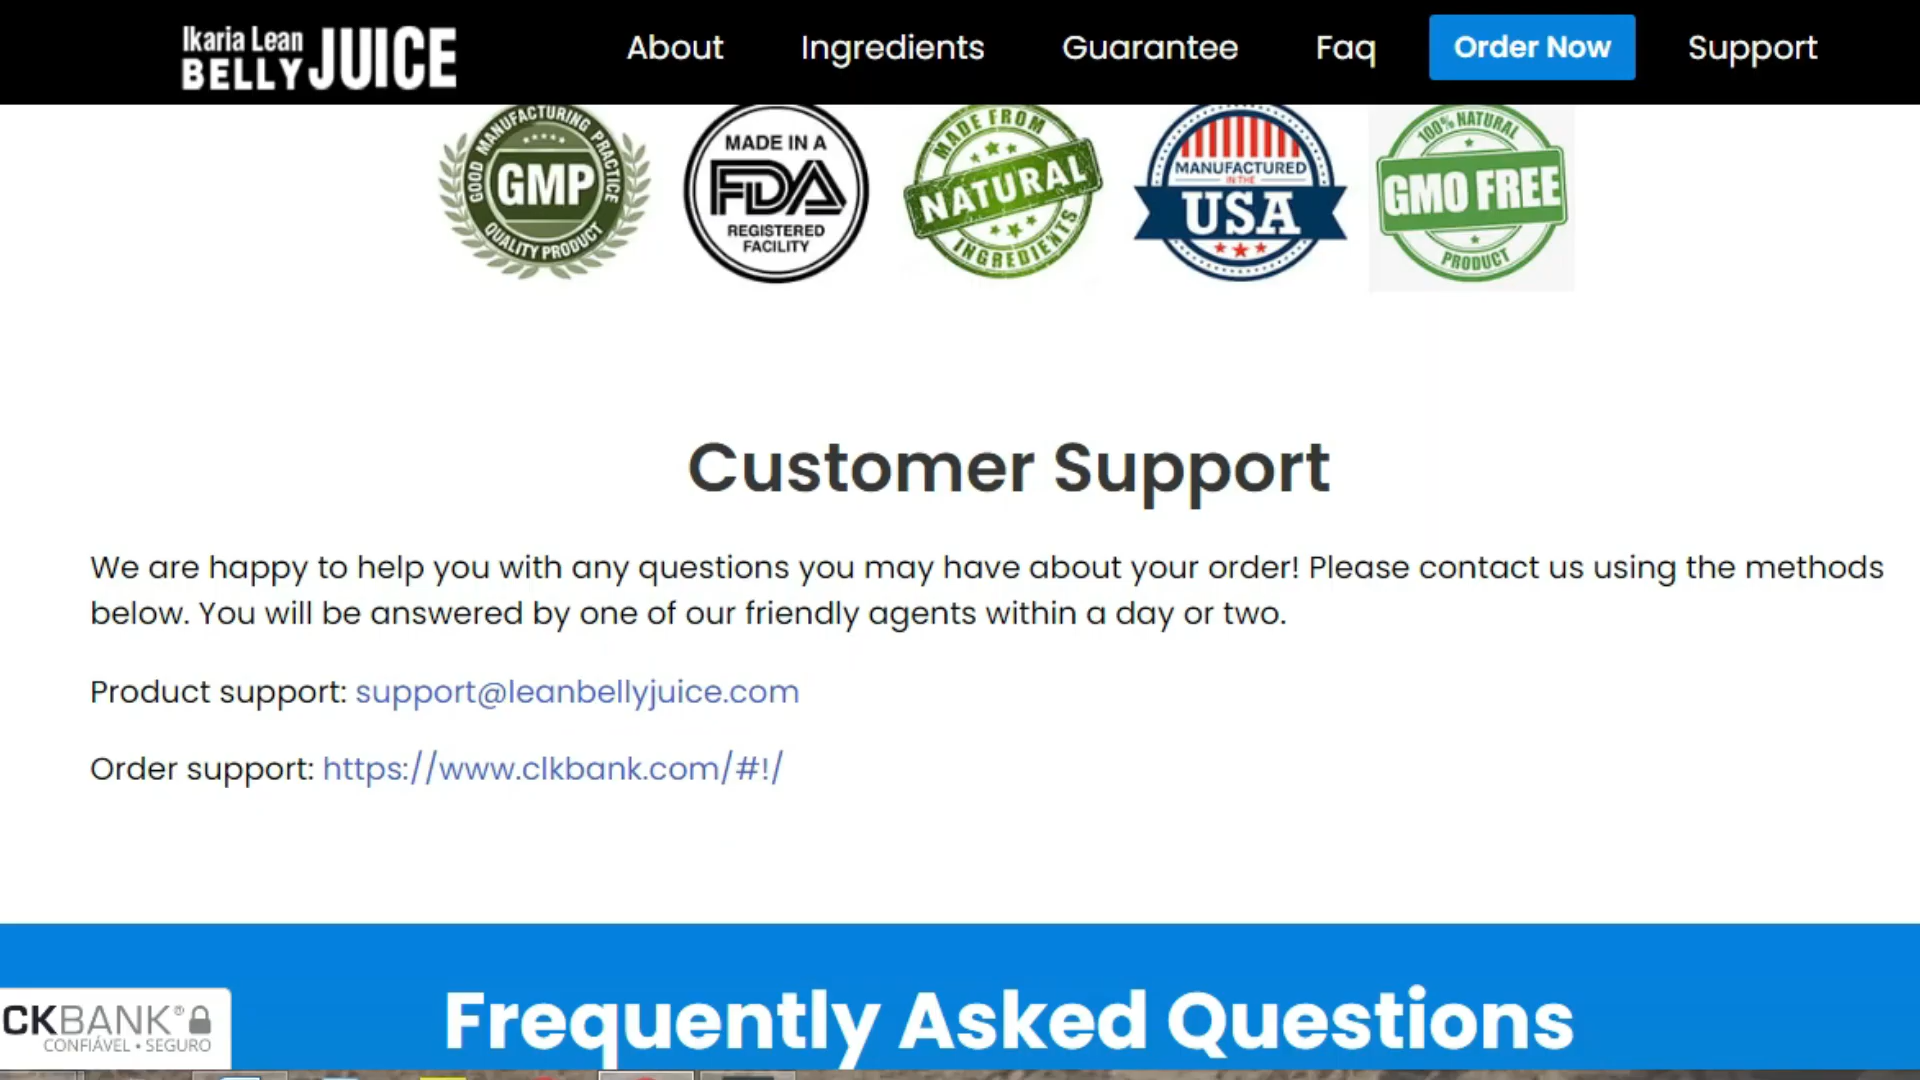 Ikaria Lean
BELLY JUICE
About
Ingredients
Guarantee
Faq
Order Now
Support
GOOD MANUFACTURING PRACTICE
GMP
QUALITY PRODUCT
MADE IN A
FDA
REGISTERED
FACILITY
MADE FROM
NATURAL
INGREDIENTS
MANUFACTURED
IN THE
USA
100% NATURAL
GMO FREE
PRODUCT
Customer Support
We are happy to help you with any questions you may have about your order! Please contact us using the methods
below. You will be answered by one of our friendly agents within a day or two.
Product support: support@leanbellyjuice.com
Order support: https://www.clkbank.com/#!/
CKBANK®
CONFIÁVEL • SEGURO
Frequently Asked Questions